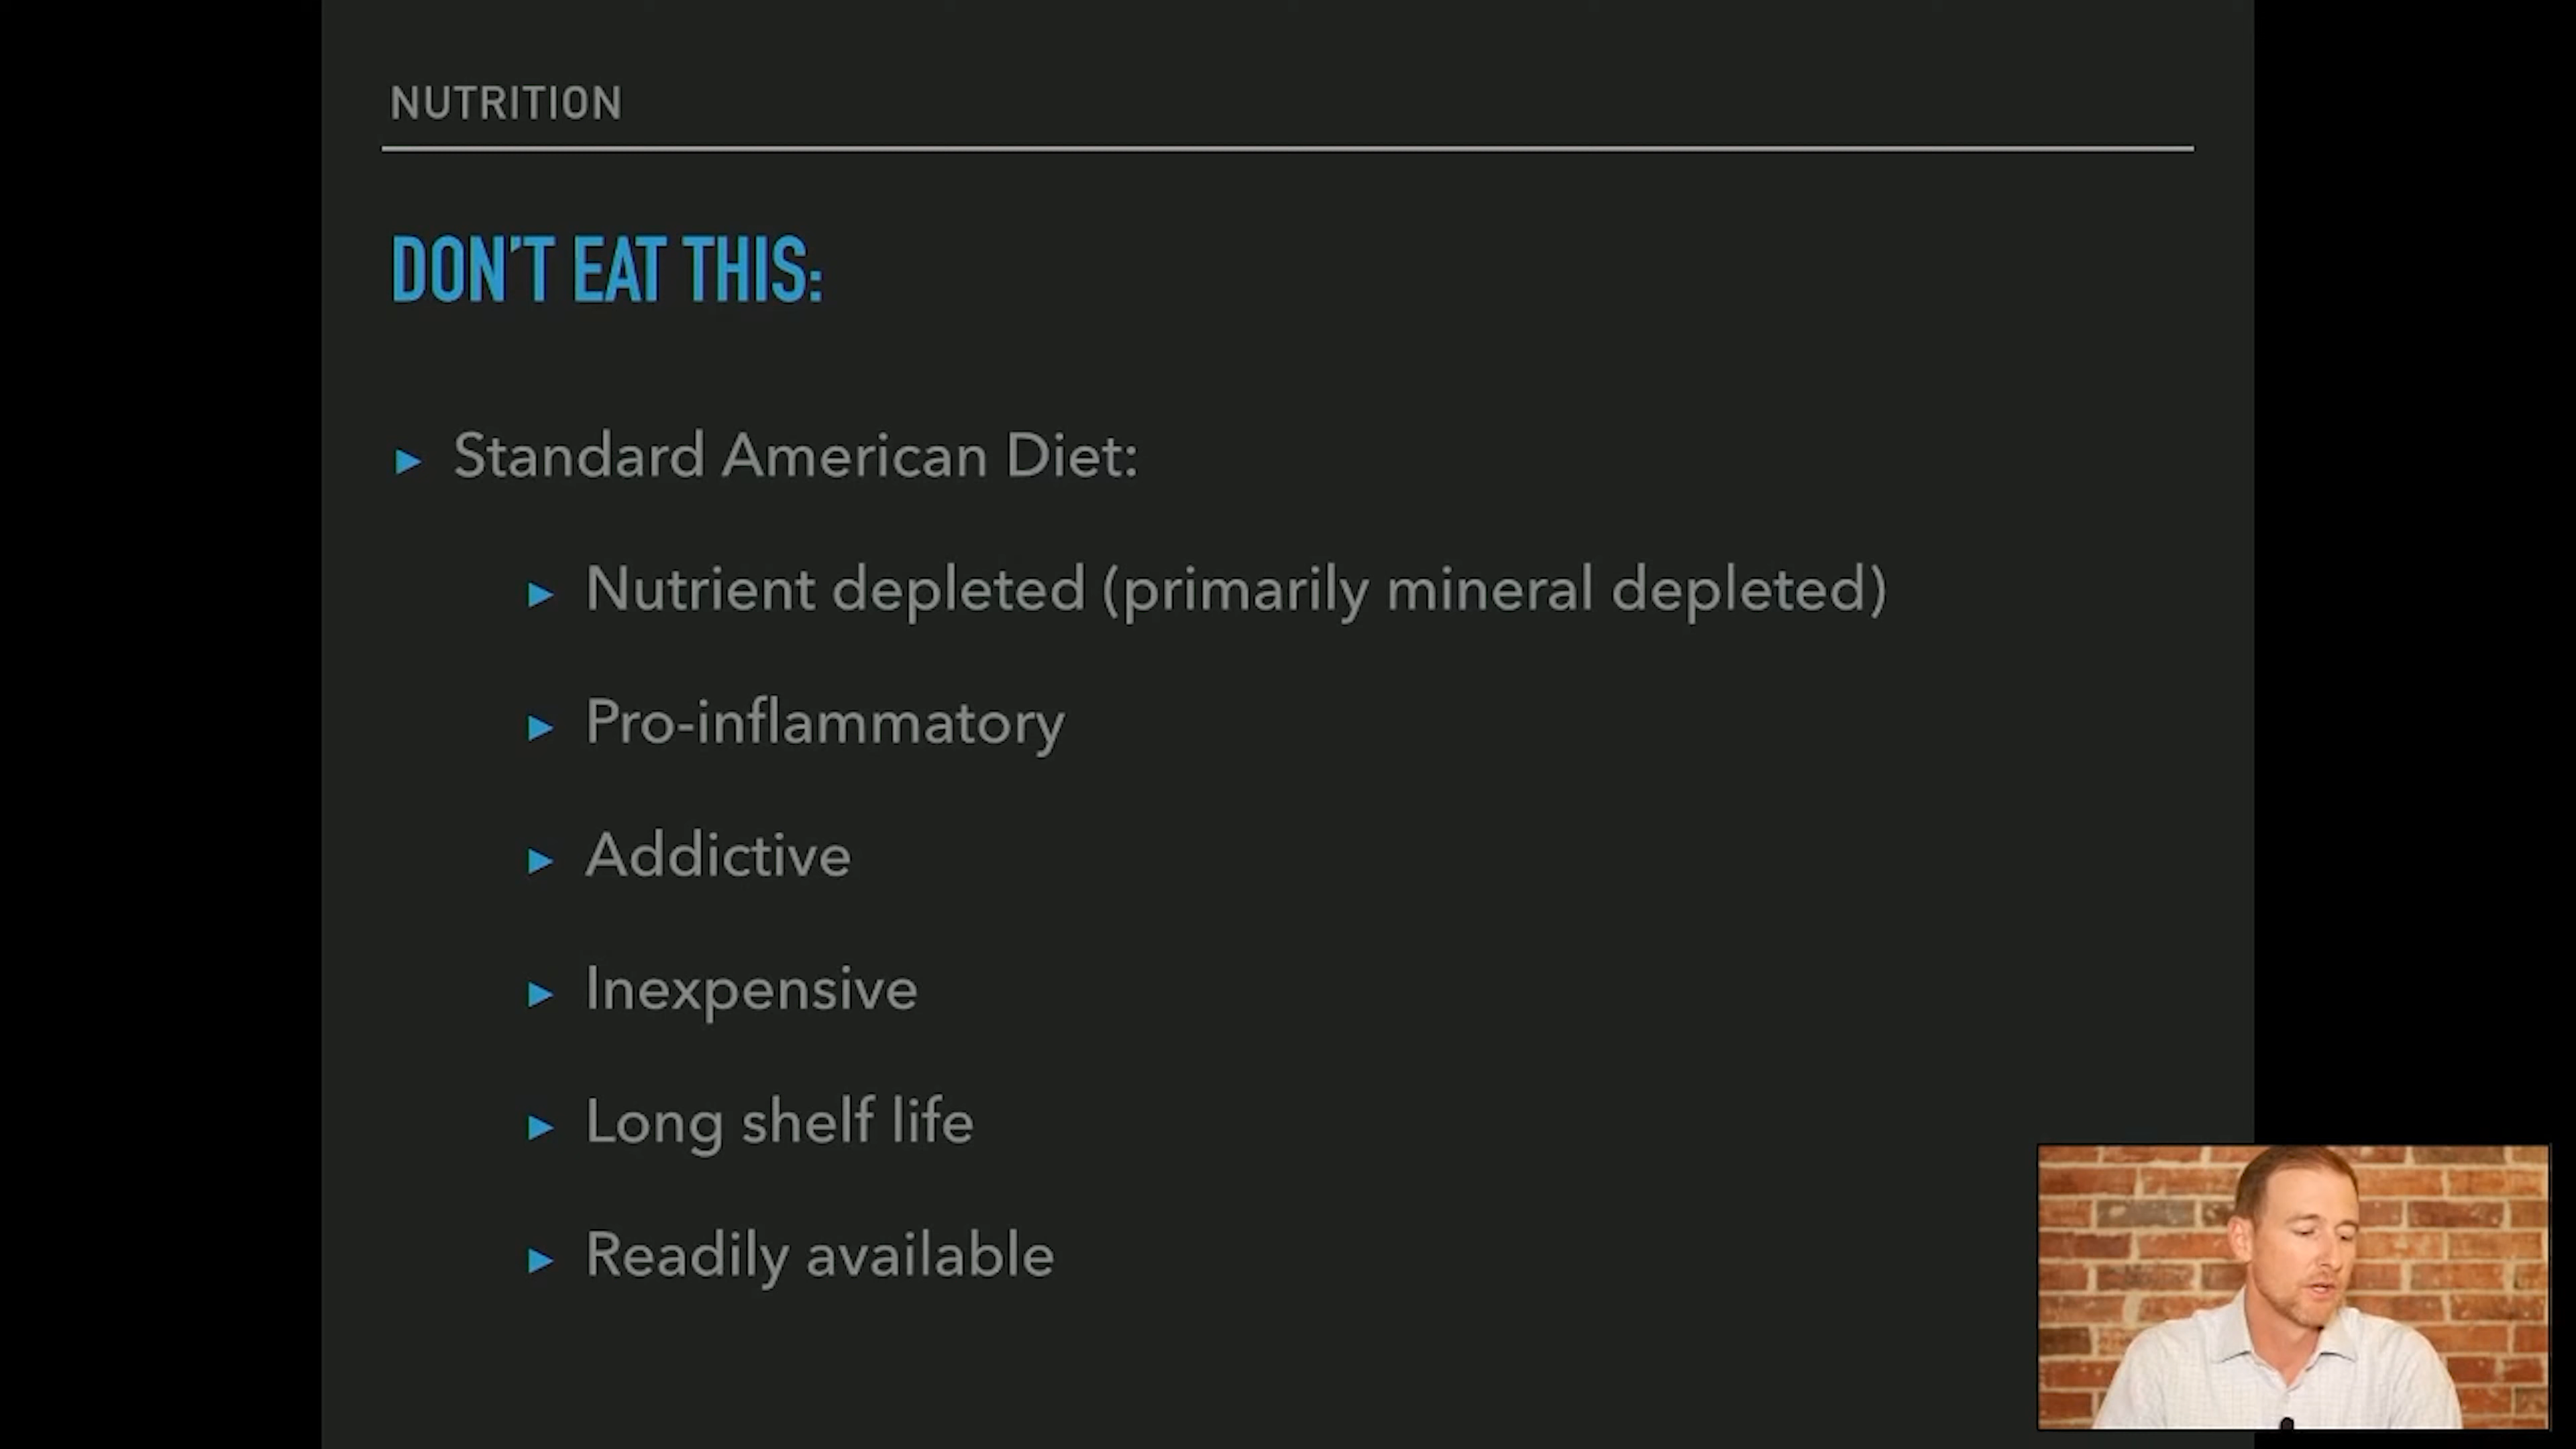 NUTRITION
DON'T EAT THIS:
Standard American Diet:
Nutrient depleted (primarily mineral depleted)
Pro-inflammatory
Addictive
Inexpensive
Long shelf life
Readily available